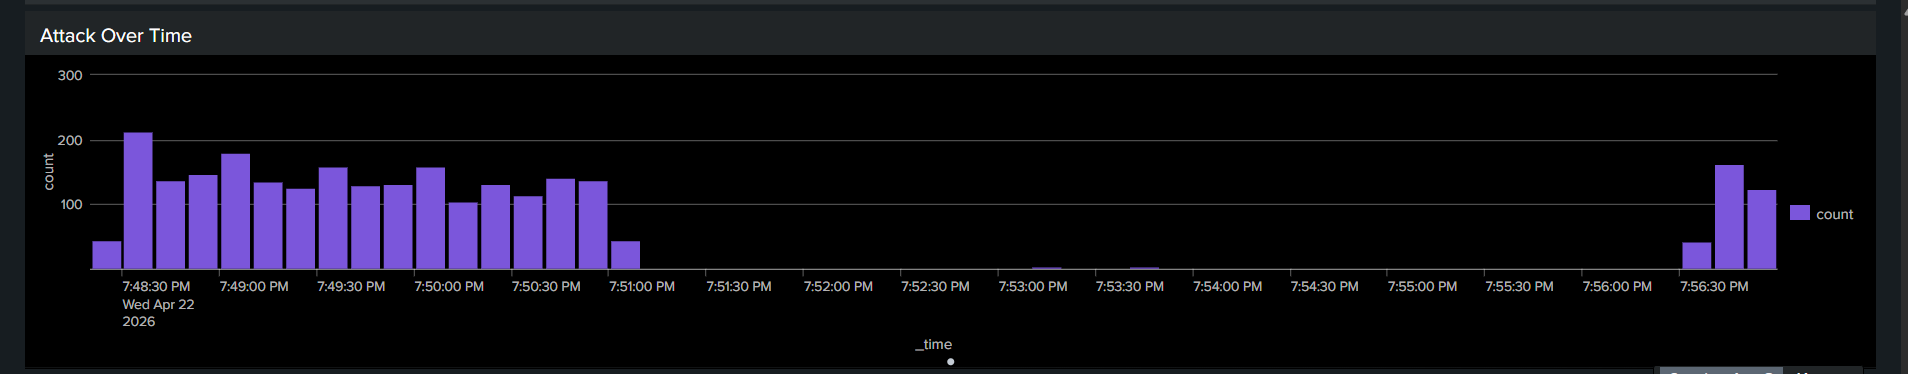 Attack Over Time
300
200
100
count
7:48:30 PM 7:49:00 PM 7:49:30 PM 7:50:00 PM 7:50:30 PM 7:51:00 PM 7:51:30 PM 7:52:00 PM 7:52:30 PM 7:53:00 PM 7:53:30 PM 7:54:00 PM 7:54:30 PM 7:55:00 PM 7:55:30 PM 7:56:00 PM 7:56:30 PM
Wed Apr 22
2026
_time
count